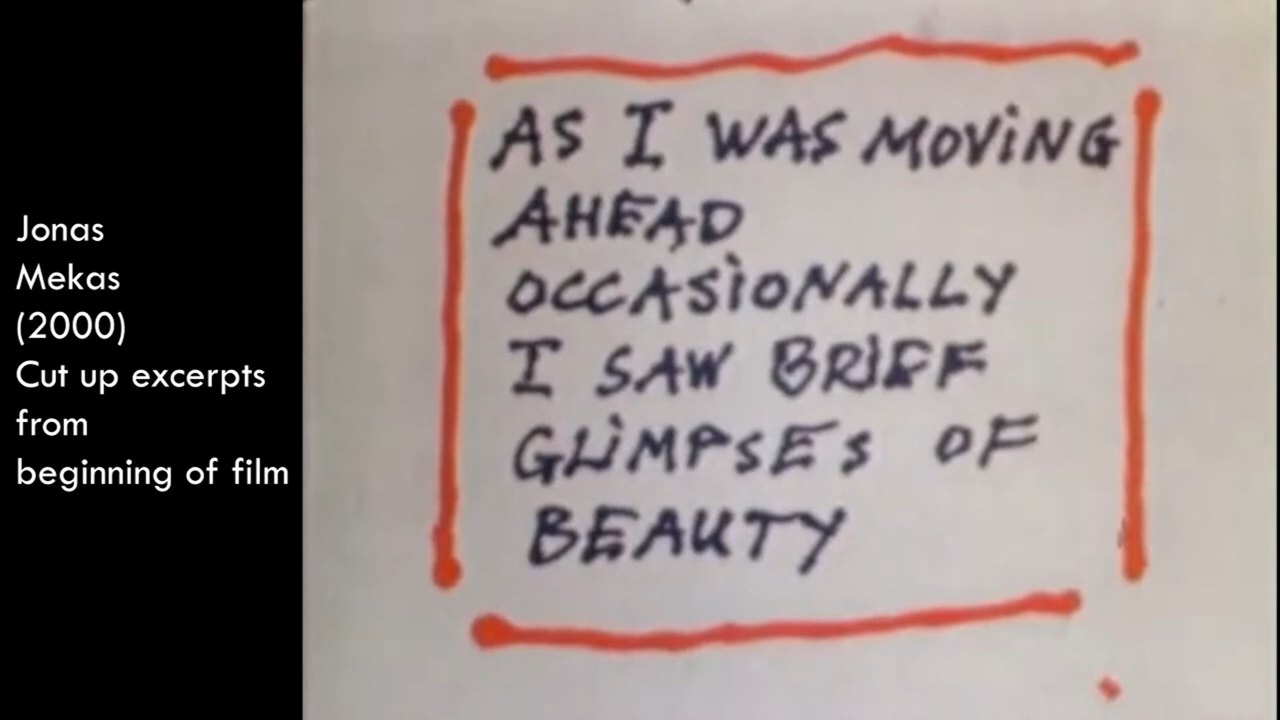 Jonas
Mekas
(2000)
Cut up excerpts
from
beginning of film
AS I WAS MOViNG
AHEAD
OCCASiONALLY
I SAW BRiEF
GLiMPSES OF
BEAUTY